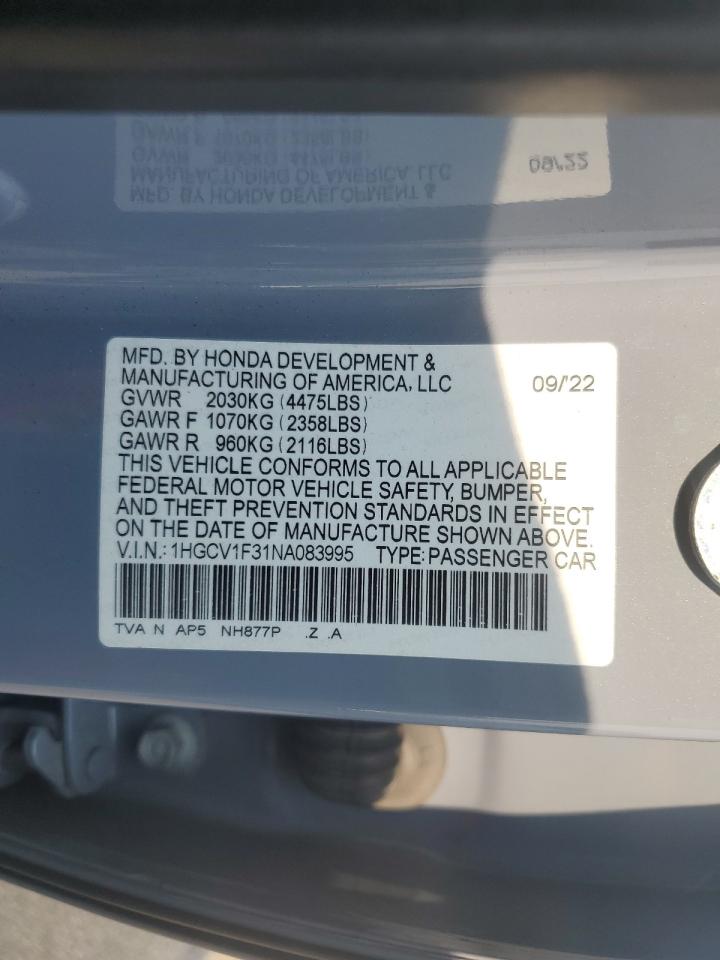 MFD. BY HONDA DEVELOPMENT &
MANUFACTURING OF AMERICA, LLC 09/'22
GVWR 2030KG (4475LBS)
GAWR F 1070KG (2358LBS)
GAWR R 960KG (2116LBS)
THIS VEHICLE CONFORMS TO ALL APPLICABLE
FEDERAL MOTOR VEHICLE SAFETY, BUMPER,
AND THEFT PREVENTION STANDARDS IN EFFECT
ON THE DATE OF MANUFACTURE SHOWN ABOVE.
V.I.N.: 1HGCV1F31NA083995 TYPE: PASSENGER CAR
TVA N AP5 NH877P .Z .A